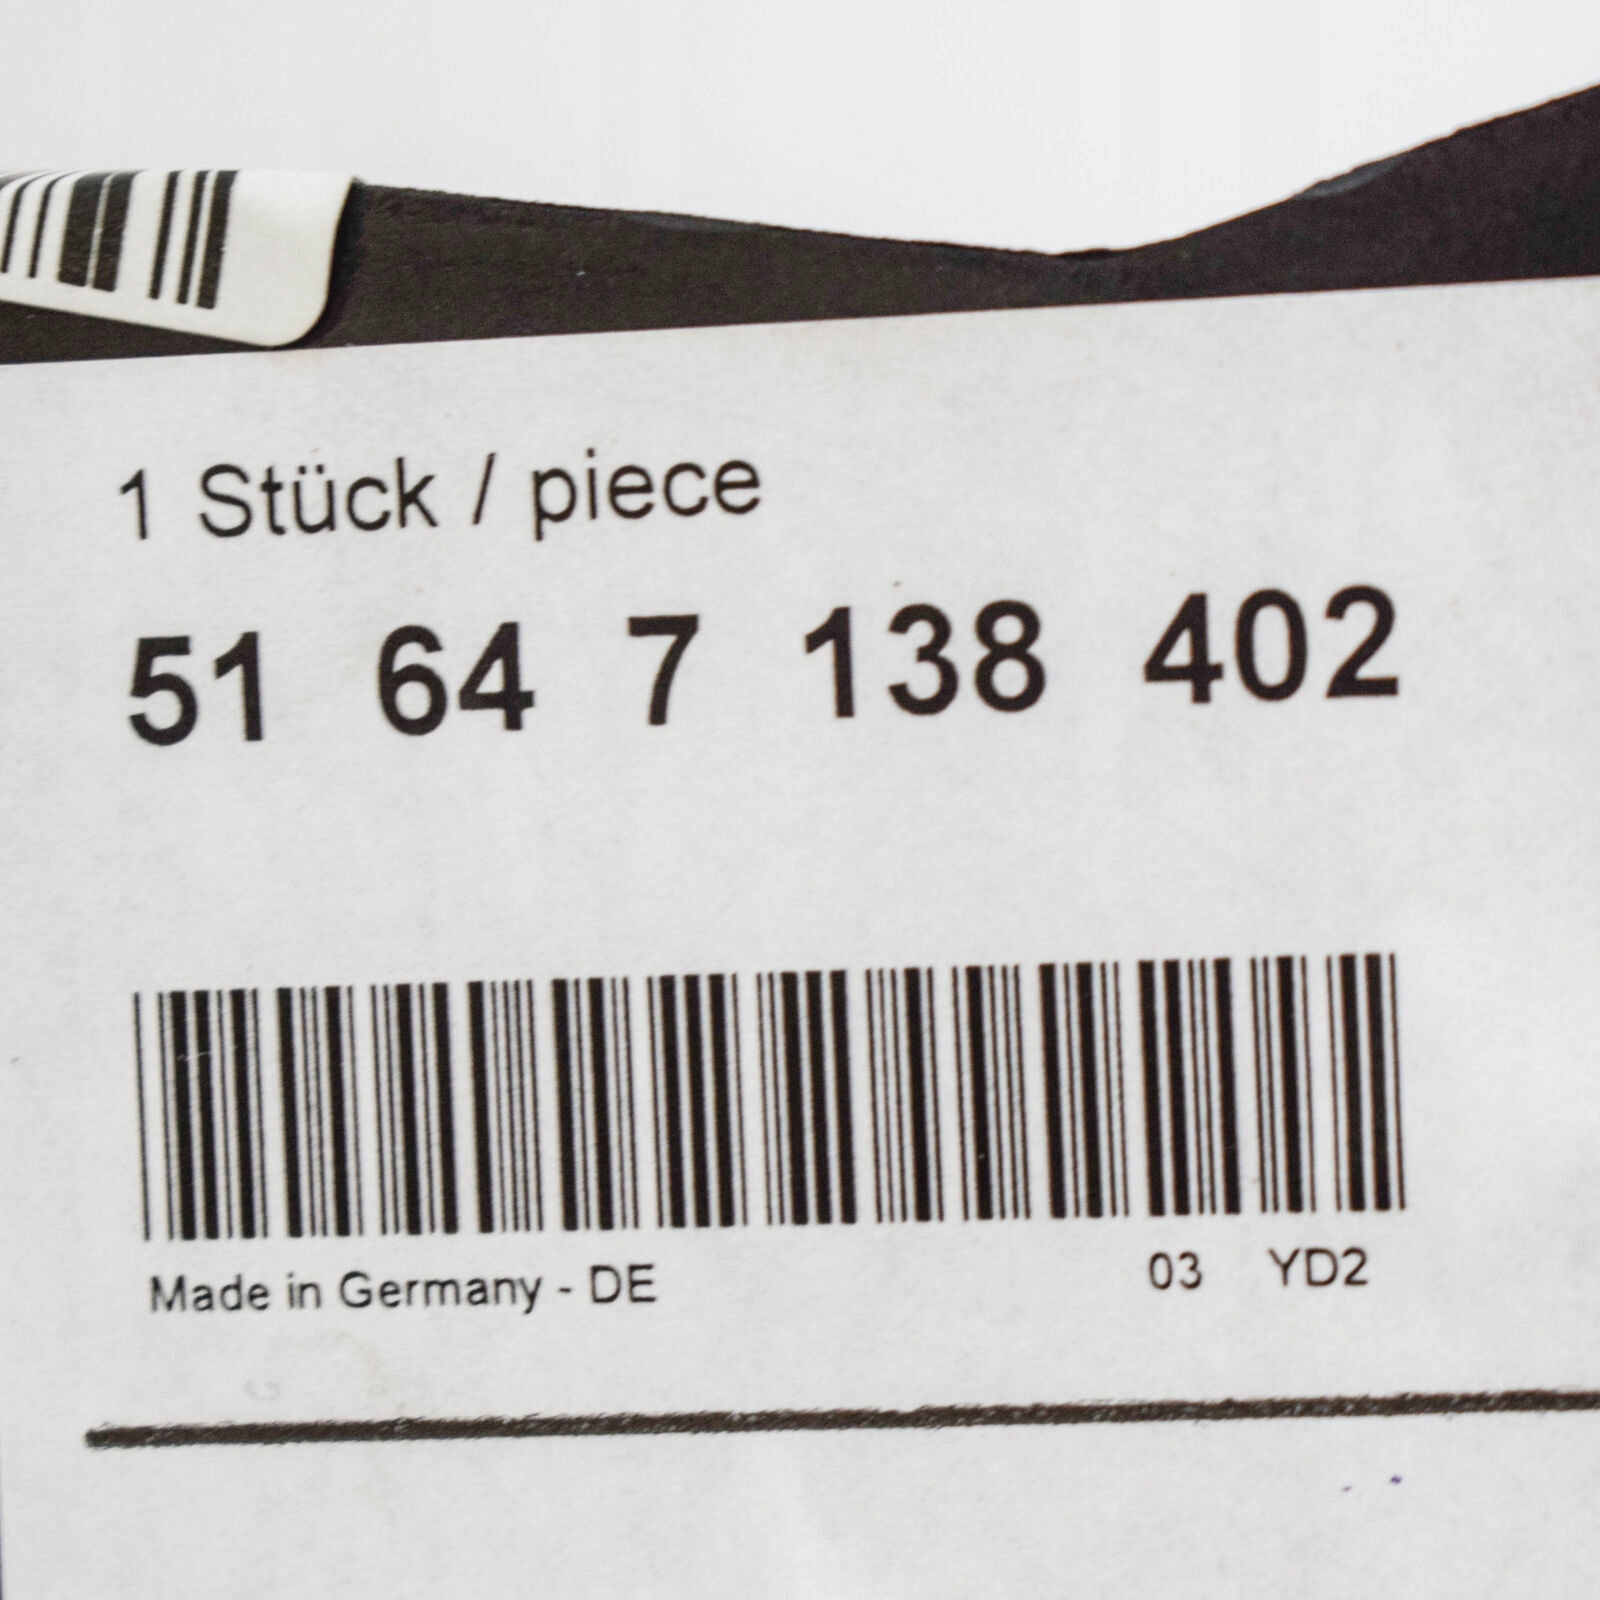 1 Stück / piece
51 64 7 138 402
Made in Germany - DE 03 YD2